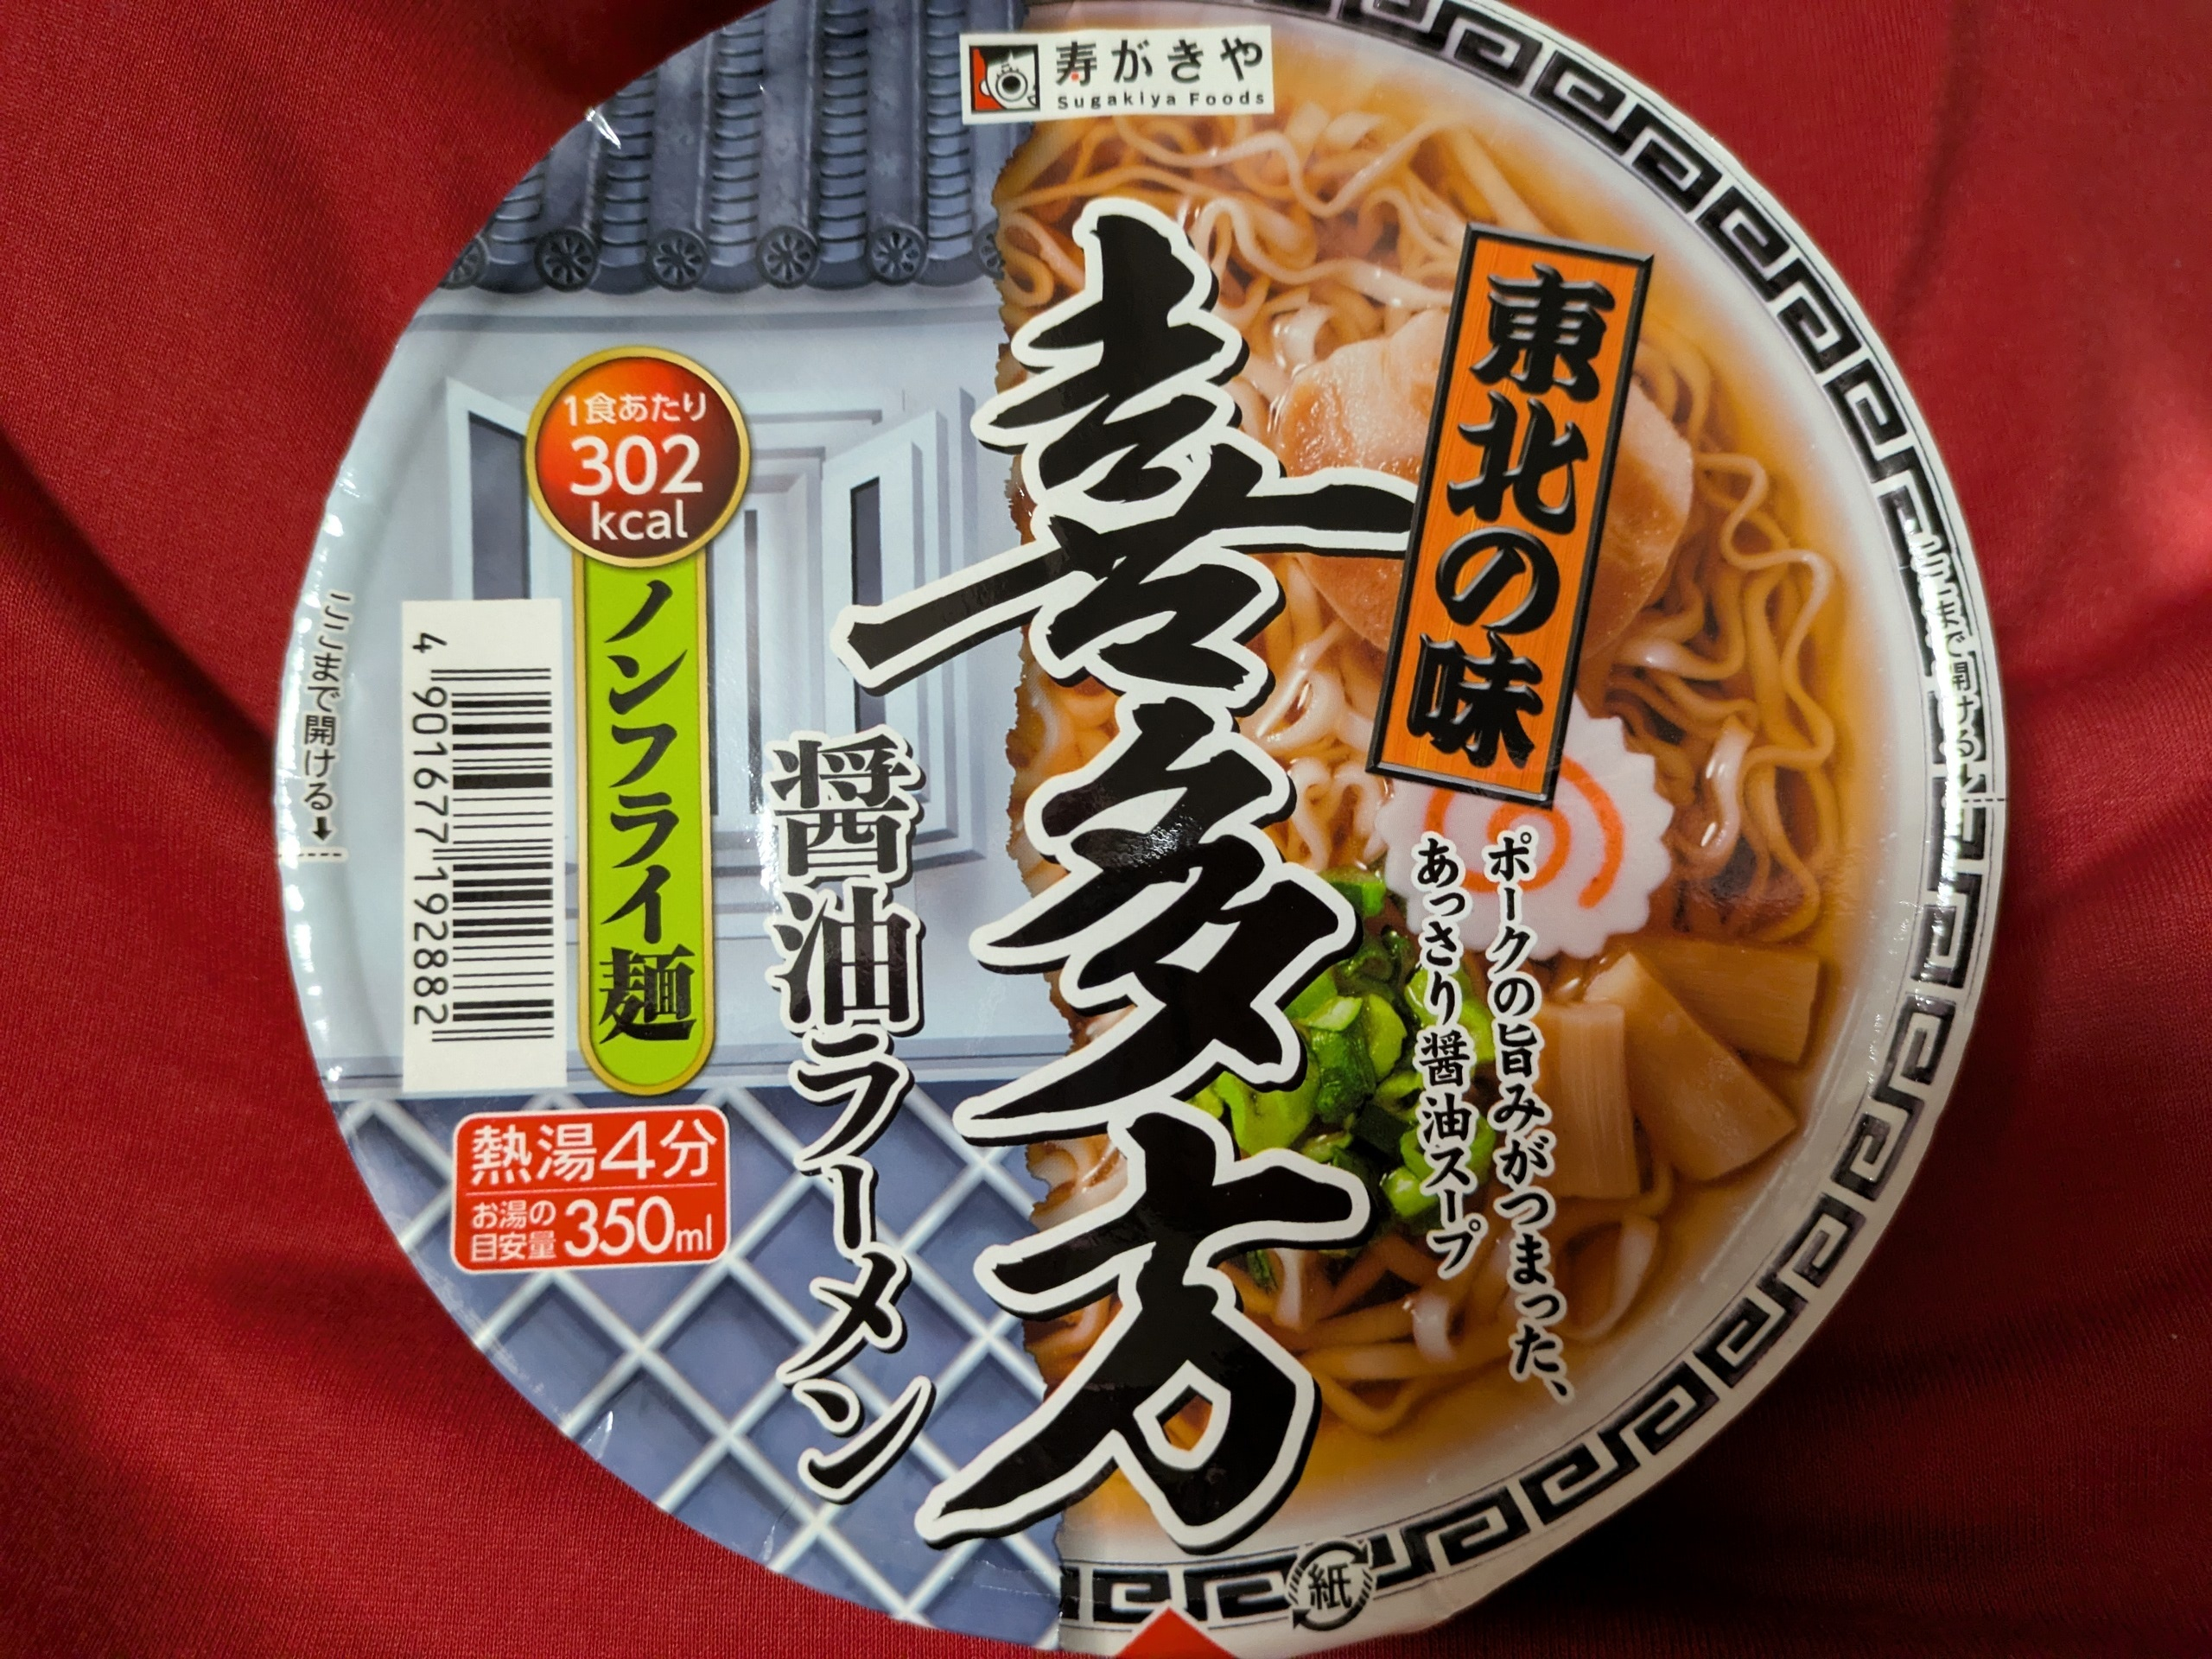 寿がきや
Sugakiya Foods
東北の味
喜多方
醤油ラーメン
ポークの旨みがつまった、
あっさり醤油スープ
1食あたり
302
kcal
ノンフライ麺
熱湯4分
お湯の
目安量 350ml
4 901677 192882
ここまで開ける
ここまで開ける
紙